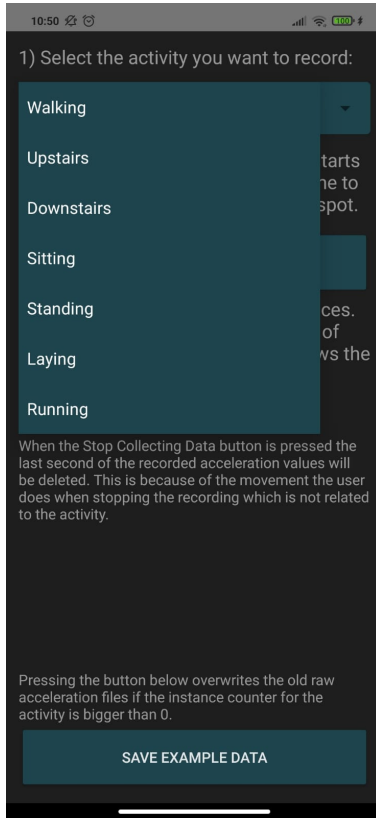 10:50
100
1) Select the activity you want to record:
Walking
Upstairs
tarts
ne to
Downstairs
spot.
Sitting
Standing
ces.
of
Laying
ws the
Running
When the Stop Collecting Data button is pressed the
last second of the recorded acceleration values will
be deleted. This is because of the movement the user
does when stopping the recording which is not related
to the activity.
Pressing the button below overwrites the old raw
acceleration files if the instance counter for the
activity is bigger than 0.
SAVE EXAMPLE DATA